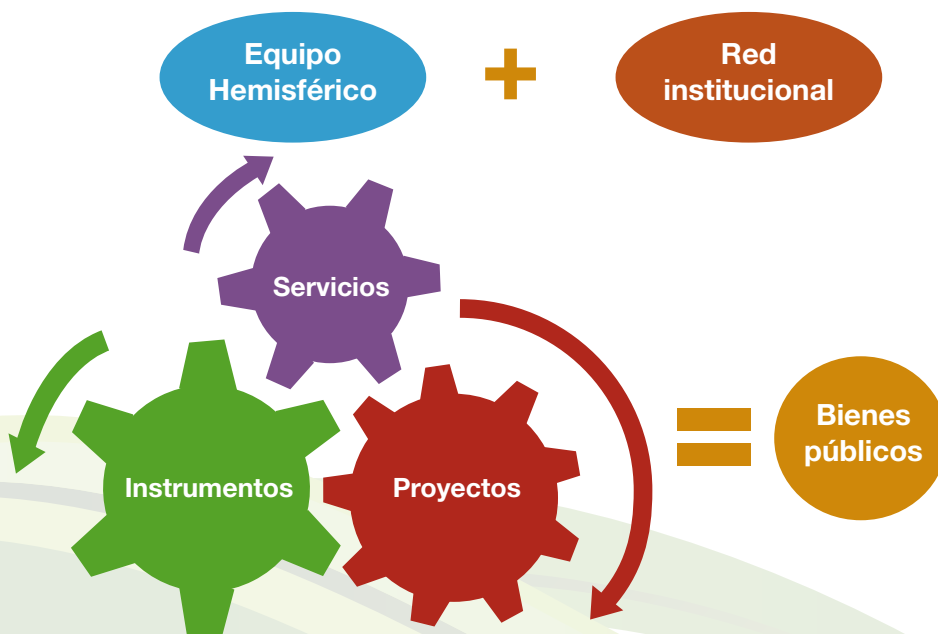 Equipo
Hemisférico
+
Red
institucional
Servicios
Instrumentos
Proyectos
=
Bienes
públicos